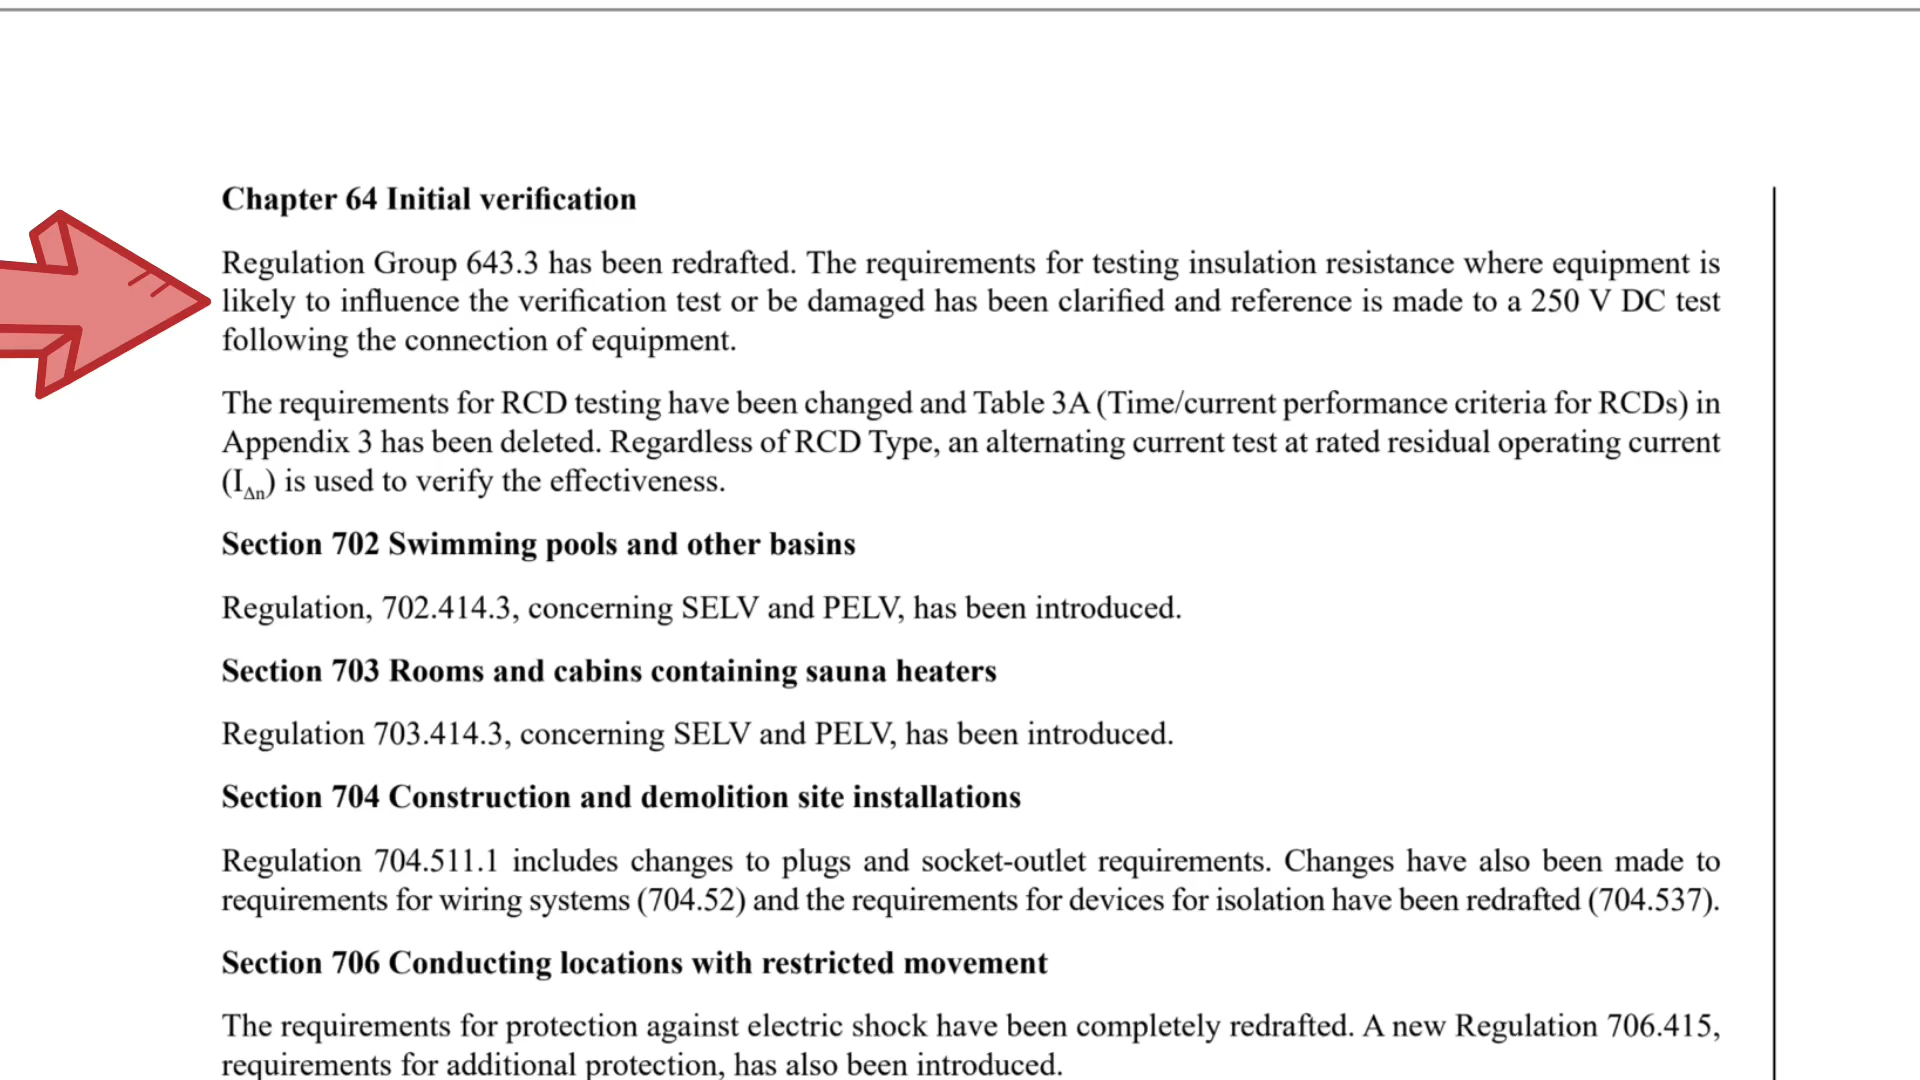 Chapter 64 Initial verification
Regulation Group 643.3 has been redrafted. The requirements for testing insulation resistance where equipment is
likely to influence the verification test or be damaged has been clarified and reference is made to a 250 V DC test
following the connection of equipment.
The requirements for RCD testing have been changed and Table 3A (Time/current performance criteria for RCDs) in
Appendix 3 has been deleted. Regardless of RCD Type, an alternating current test at rated residual operating current
(IΔn) is used to verify the effectiveness.
Section 702 Swimming pools and other basins
Regulation, 702.414.3, concerning SELV and PELV, has been introduced.
Section 703 Rooms and cabins containing sauna heaters
Regulation 703.414.3, concerning SELV and PELV, has been introduced.
Section 704 Construction and demolition site installations
Regulation 704.511.1 includes changes to plugs and socket-outlet requirements. Changes have also been made to
requirements for wiring systems (704.52) and the requirements for devices for isolation have been redrafted (704.537).
Section 706 Conducting locations with restricted movement
The requirements for protection against electric shock have been completely redrafted. A new Regulation 706.415,
requirements for additional protection, has also been introduced.